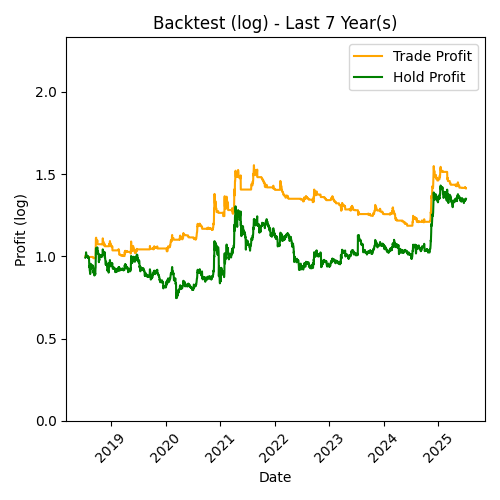 Backtest (log) - Last 7 Year(s)
Trade Profit
Hold Profit
Profit (log)
2.0
1.5
1.0
0.5
0.0
2019
2020
2021
2022
2023
2024
2025
Date